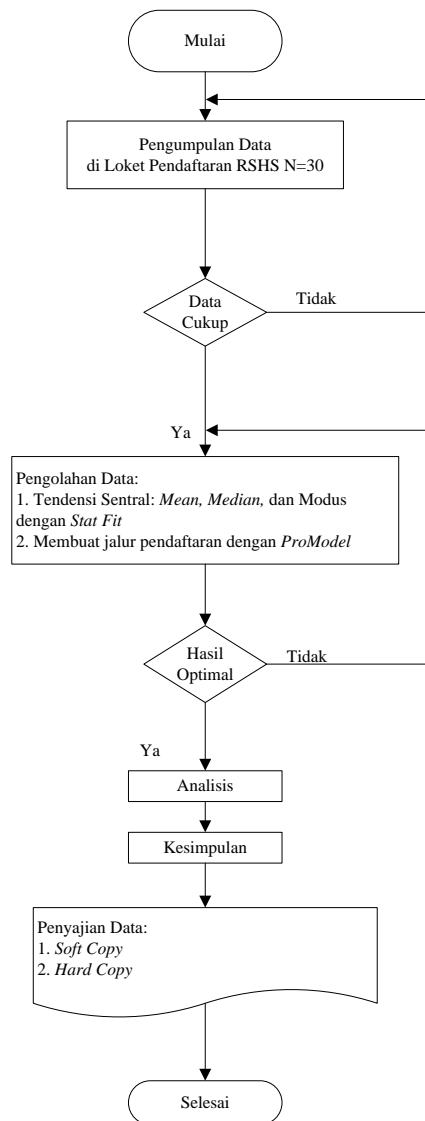 Mulai
Pengumpulan Data
di Loket Pendaftaran RSHS N=30
Data
Cukup
Tidak
Ya
Pengolahan Data:
1. Tendensi Sentral: Mean, Median, dan Modus
dengan Stat Fit
2. Membuat jalur pendaftaran dengan ProModel
Hasil
Optimal
Tidak
Ya
Analisis
Kesimpulan
Penyajian Data:
1. Soft Copy
2. Hard Copy
Selesai